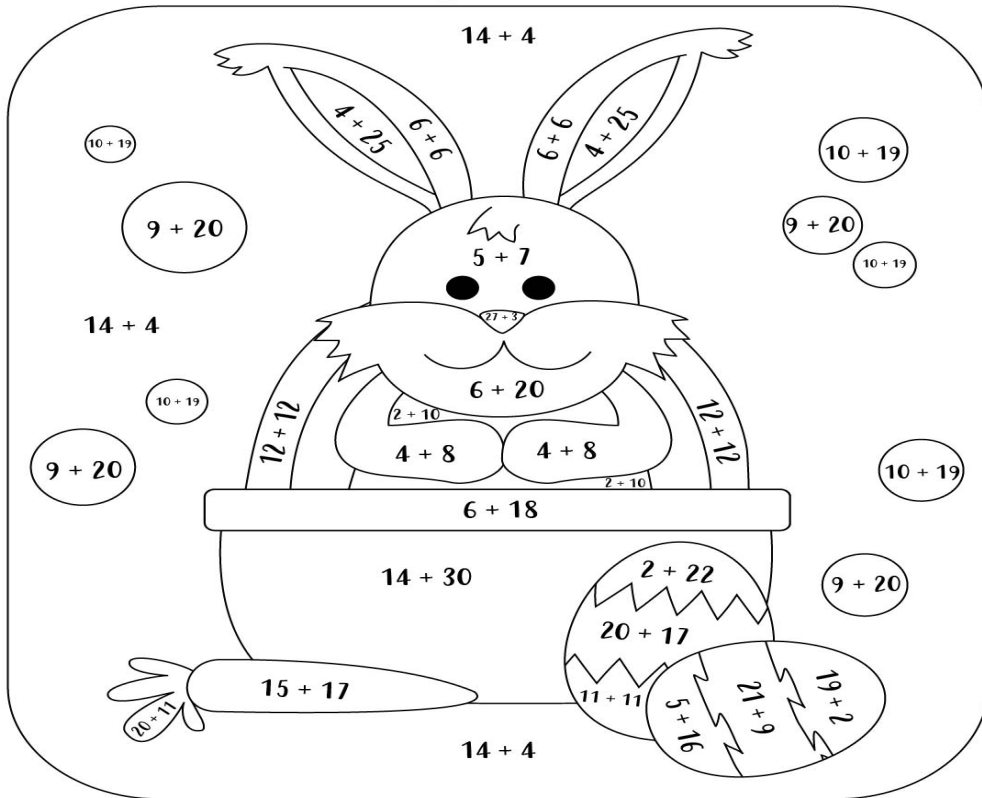 14 + 4
4 + 25
6 + 6
6 + 6
4 + 25
10 + 19
10 + 19
9 + 20
9 + 20
5 + 7
10 + 19
27 + 3
14 + 4
6 + 20
10 + 19
2 + 10
12 + 12
12 + 12
4 + 8
4 + 8
9 + 20
10 + 19
2 + 10
6 + 18
14 + 30
2 + 22
9 + 20
20 + 17
15 + 17
11 + 11
20 + 11
5 + 16
21 + 9
19 + 2
14 + 4